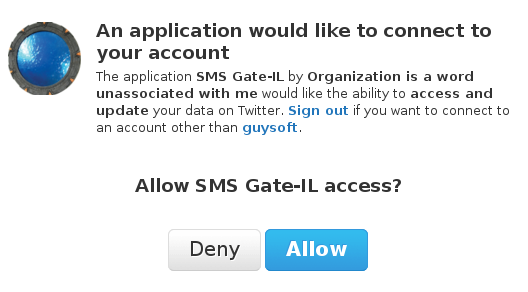 An application would like to connect to
your account
The application SMS Gate-IL by Organization is a word
unassociated with me would like the ability to access and
update your data on Twitter. Sign out if you want to connect to
an account other than guysoft.
Allow SMS Gate-IL access?
Deny Allow